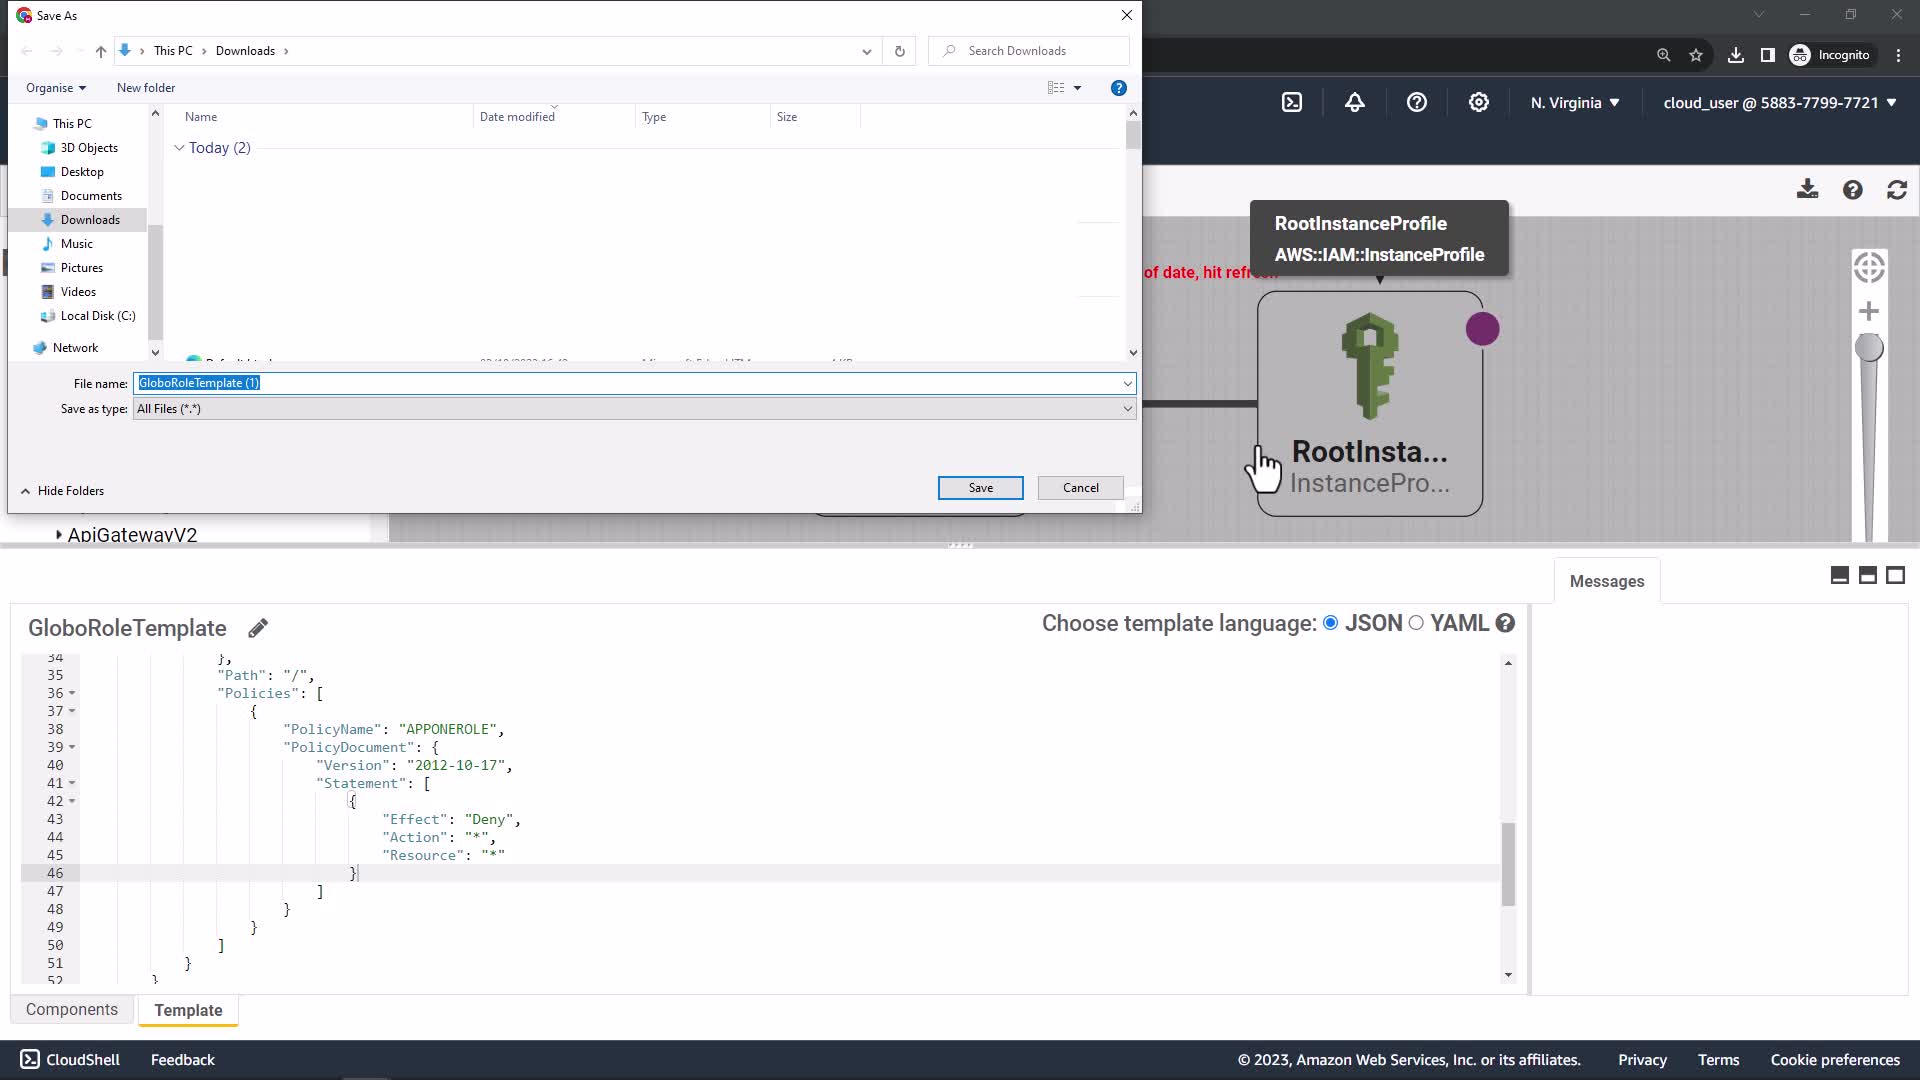 Save As
This PC
Downloads
Search Downloads
Organise
New folder
Name
Date modified
Type
Size
This PC
3D Objects
Desktop
Documents
Downloads
Music
Pictures
Videos
Local Disk (C:)
Network
Today (2)
File name:
GloboRoleTemplate (1)
Save as type:
All Files (*.*)
Hide Folders
Save
Cancel
Incognito
N. Virginia
cloud_user @ 5883-7799-7721
RootInstanceProfile
AWS::IAM::InstanceProfile
of date, hit
RootInsta...
InstancePro...
ApiGatewayV2
Messages
GloboRoleTemplate
Choose template language: JSON YAML
34 },
35 "Path": "/",
36 "Policies": [
37 {
38 "PolicyName": "APPONEROLE",
39 "PolicyDocument": {
40 "Version": "2012-10-17",
41 "Statement": [
42 {
43 "Effect": "Deny",
44 "Action": "*",
45 "Resource": "*"
46 }
47 ]
48 }
49 }
50 ]
51 }
52 }
Components
Template
CloudShell
Feedback
© 2023, Amazon Web Services, Inc. or its affiliates.
Privacy
Terms
Cookie preferences